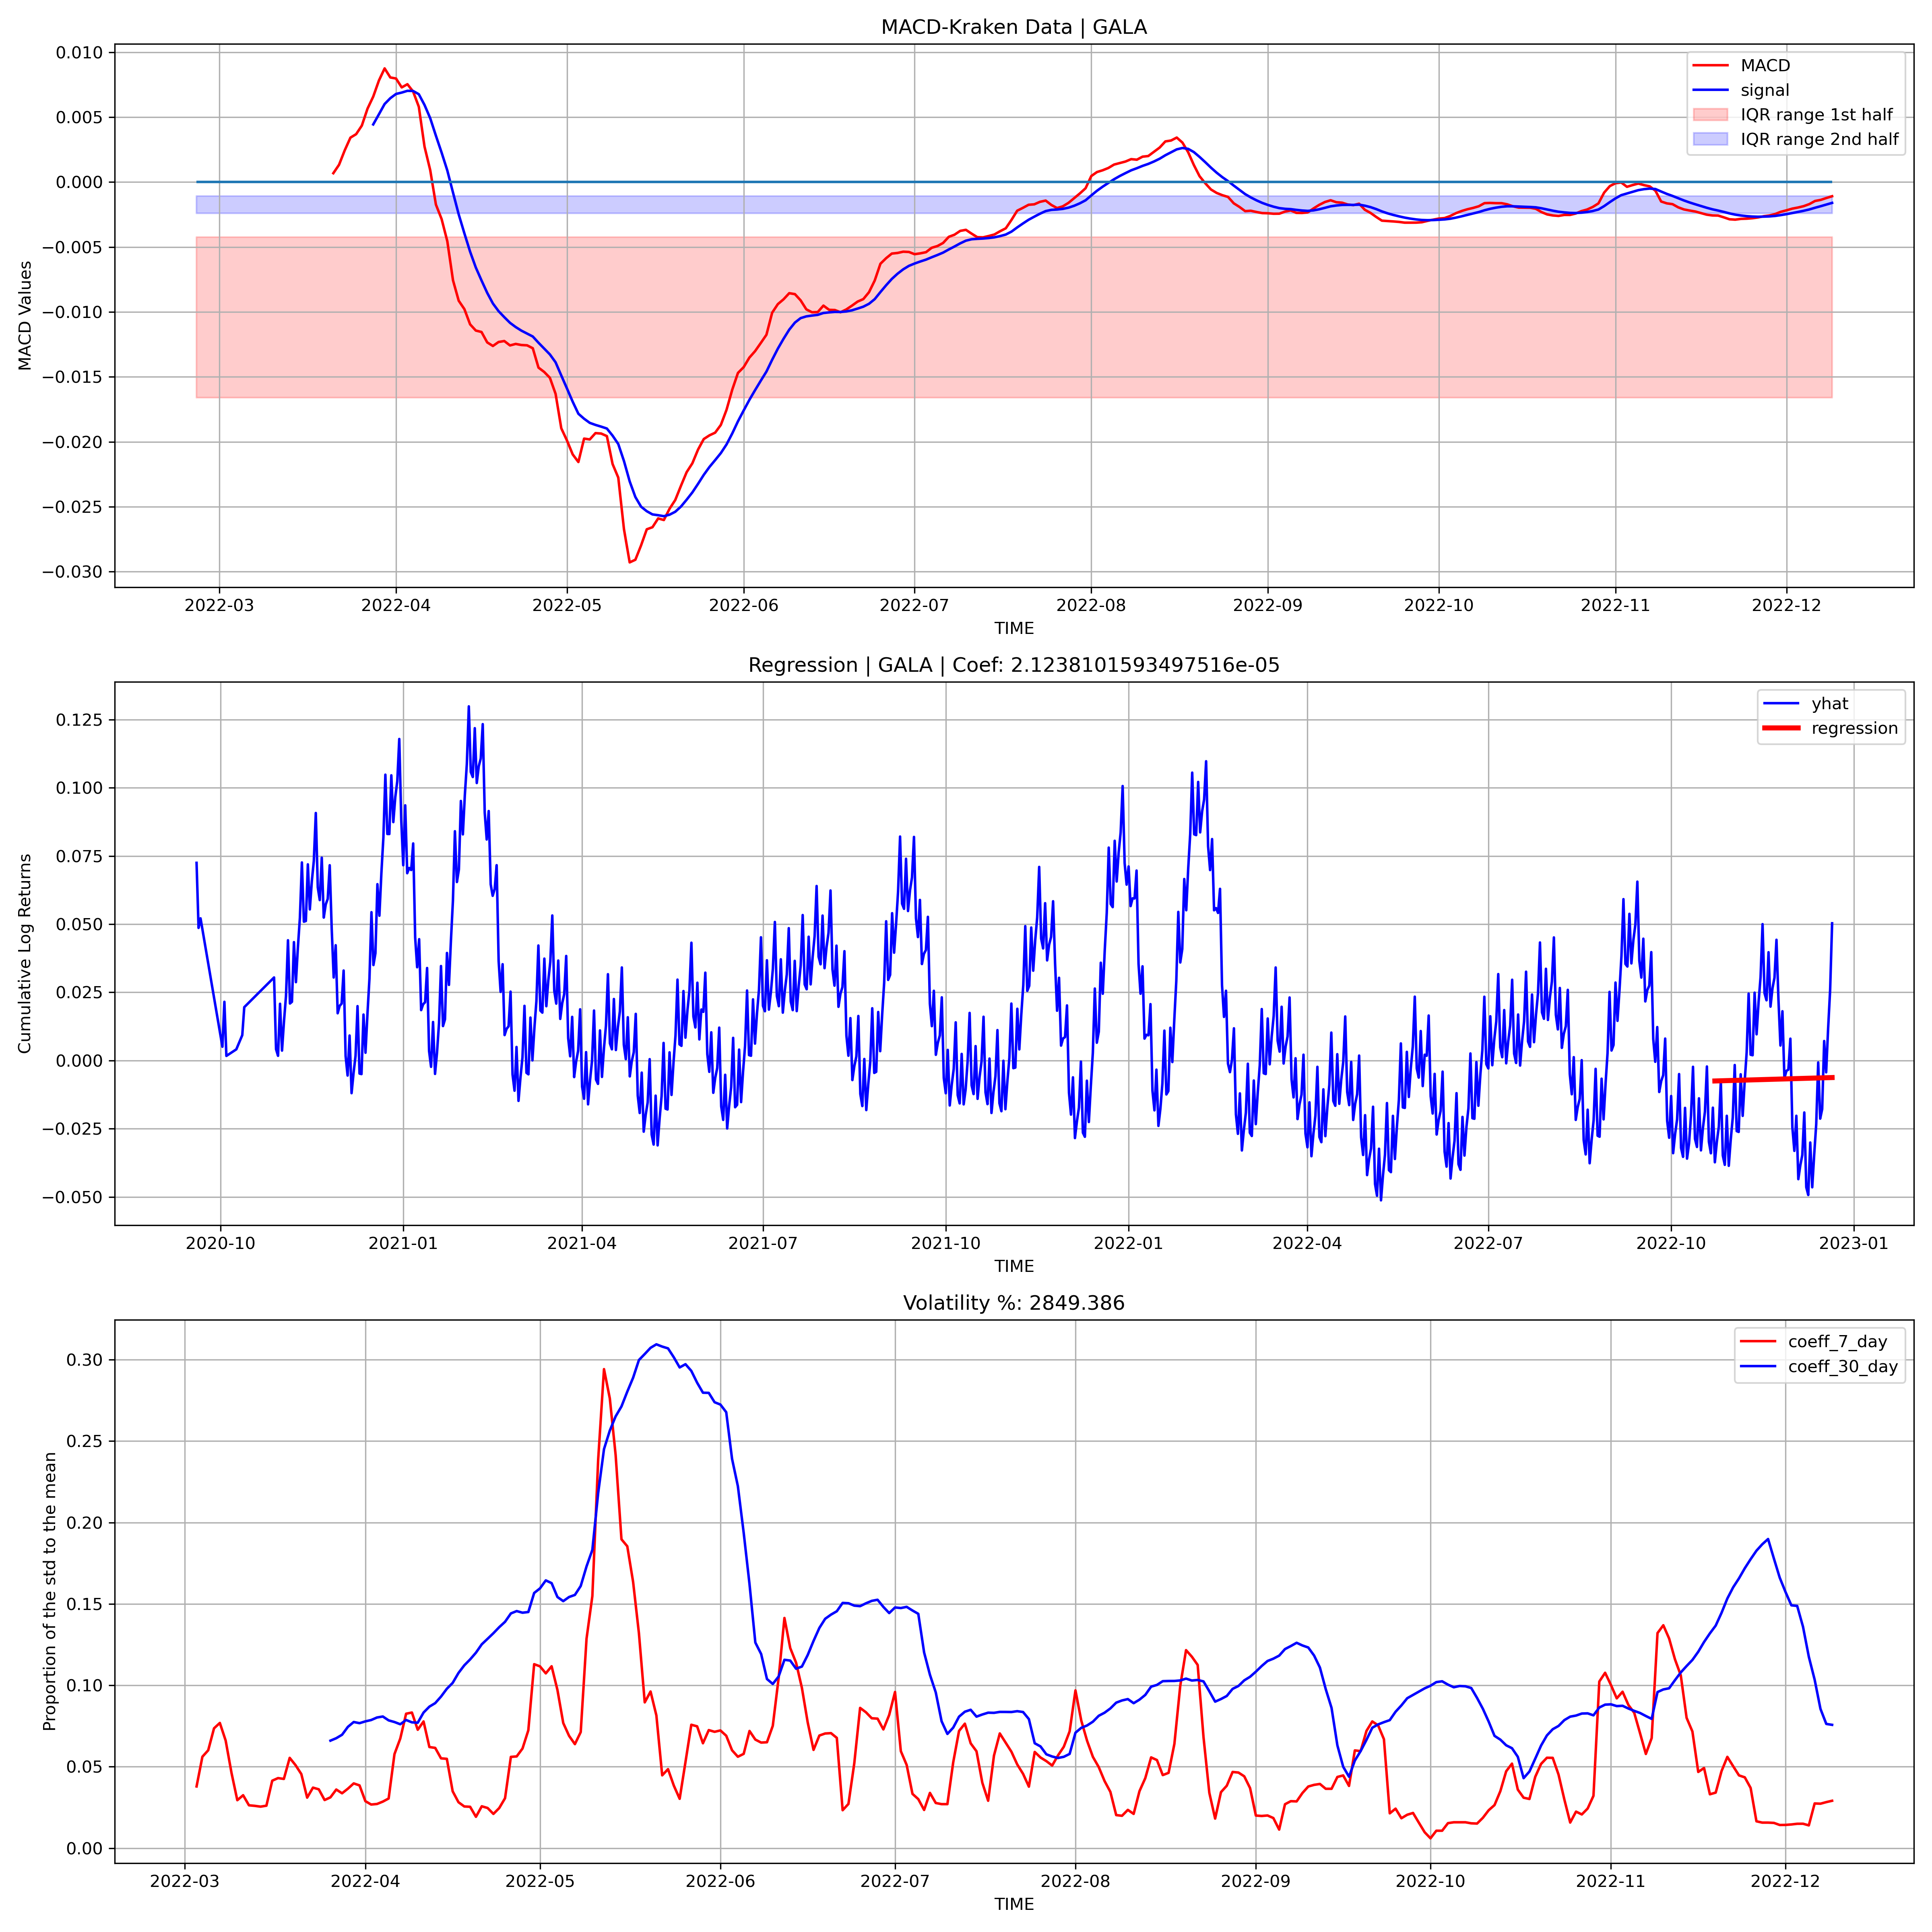 MACD-Kraken Data | GALA
MACD
signal
IQR range 1st half
IQR range 2nd half
MACD Values
0.010
0.005
0.000
−0.005
−0.010
−0.015
−0.020
−0.025
−0.030
2022-03 2022-04 2022-05 2022-06 2022-07 2022-08 2022-09 2022-10 2022-11 2022-12
TIME
Regression | GALA | Coef: 2.1238101593497516e-05
yhat
regression
Cumulative Log Returns
0.125
0.100
0.075
0.050
0.025
0.000
−0.025
−0.050
2020-10 2021-01 2021-04 2021-07 2021-10 2022-01 2022-04 2022-07 2022-10 2023-01
TIME
Volatility %: 2849.386
coeff_7_day
coeff_30_day
Proportion of the std to the mean
0.30
0.25
0.20
0.15
0.10
0.05
0.00
2022-03 2022-04 2022-05 2022-06 2022-07 2022-08 2022-09 2022-10 2022-11 2022-12
TIME